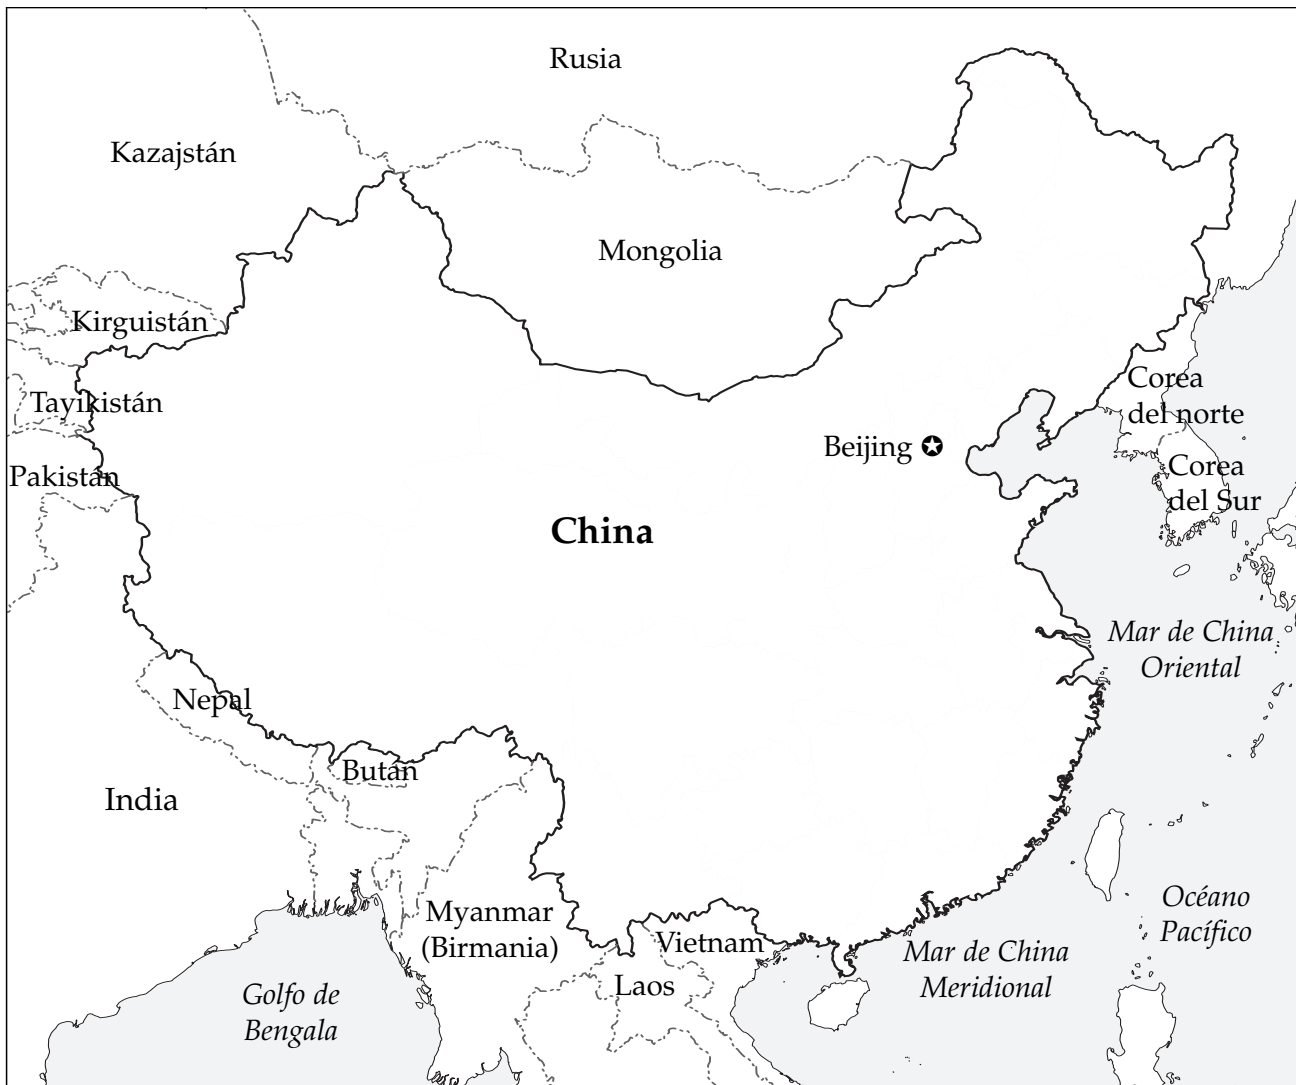 Rusia
Kazajstán
Mongolia
Kirguistán
Tayikistán
Corea
del norte
Beijing
Pakistán
Corea
del Sur
China
Mar de China
Oriental
Nepal
Bután
India
Myanmar
(Birmania)
Vietnam
Laos
Océano
Pacífico
Mar de China
Meridional
Golfo de
Bengala